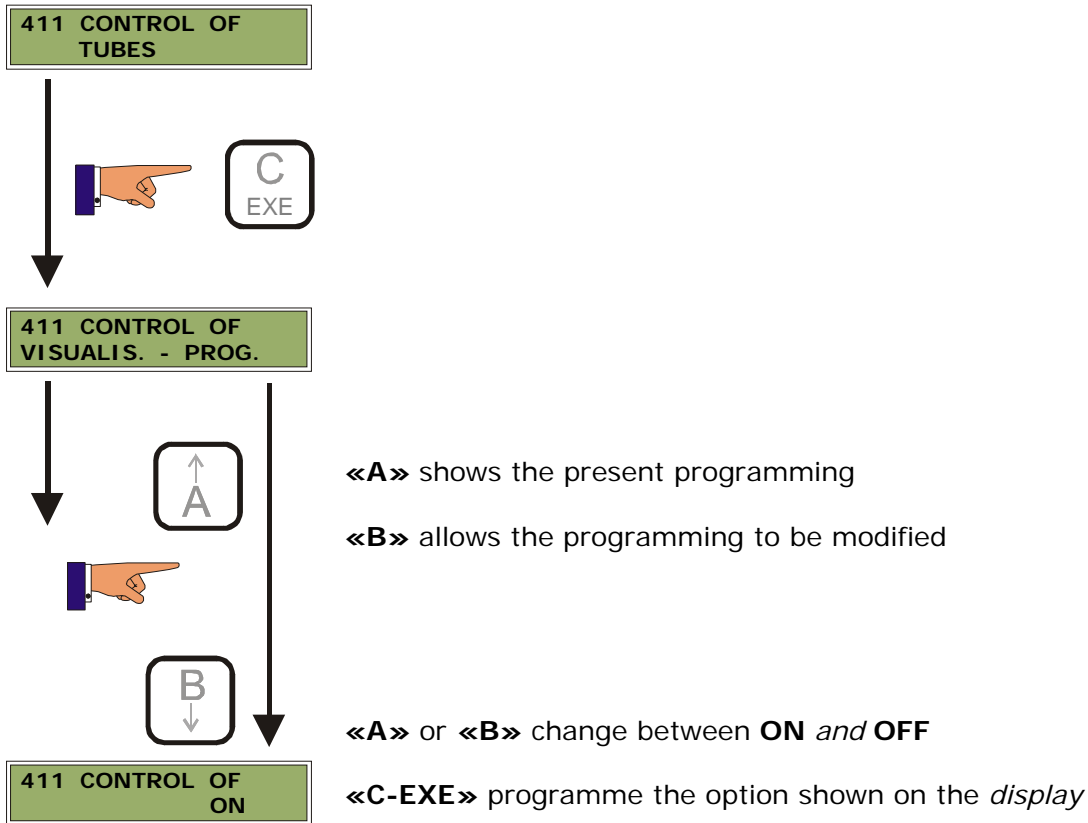 411 CONTROL OF
TUBES
C
EXE
411 CONTROL OF
VISUALIS. - PROG.
A
«A» shows the present programming
«B» allows the programming to be modified
B
«A» or «B» change between ON and OFF
411 CONTROL OF
ON
«C-EXE» programme the option shown on the display